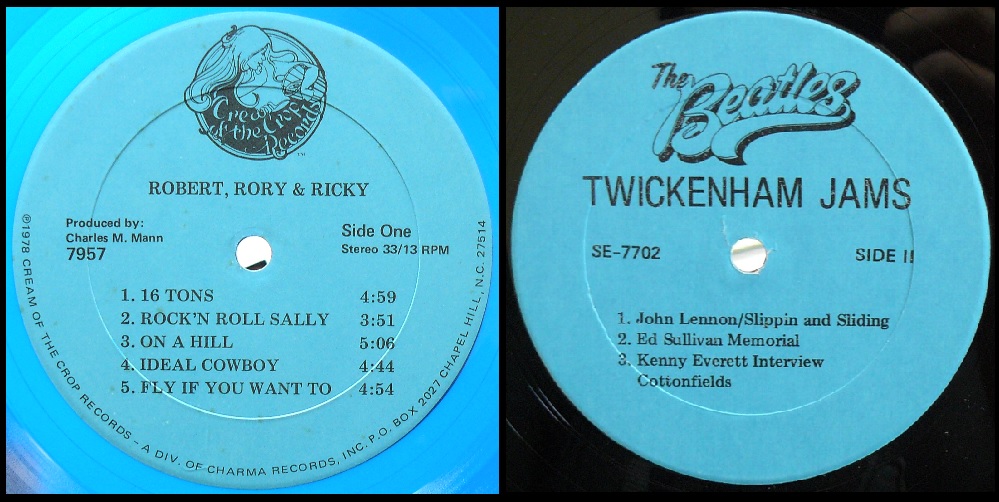 Cream
of the Crop
Records
TM
ROBERT, RORY & RICKY
Produced by:
Charles M. Mann
7957
Side One
Stereo 33/13 RPM
1. 16 TONS 4:59
2. ROCK'N ROLL SALLY 3:51
3. ON A HILL 5:06
4. IDEAL COWBOY 4:44
5. FLY IF YOU WANT TO 4:54
℗1978 CREAM OF THE CROP RECORDS - A DIV. OF CHARMA RECORDS, INC. P.O. BOX 2027 CHAPEL HILL, N.C. 27514
The
Beatles
TWICKENHAM JAMS
SE-7702
SIDE II
1. John Lennon/Slippin and Sliding
2. Ed Sullivan Memorial
3. Kenny Everett Interview
Cottonfields